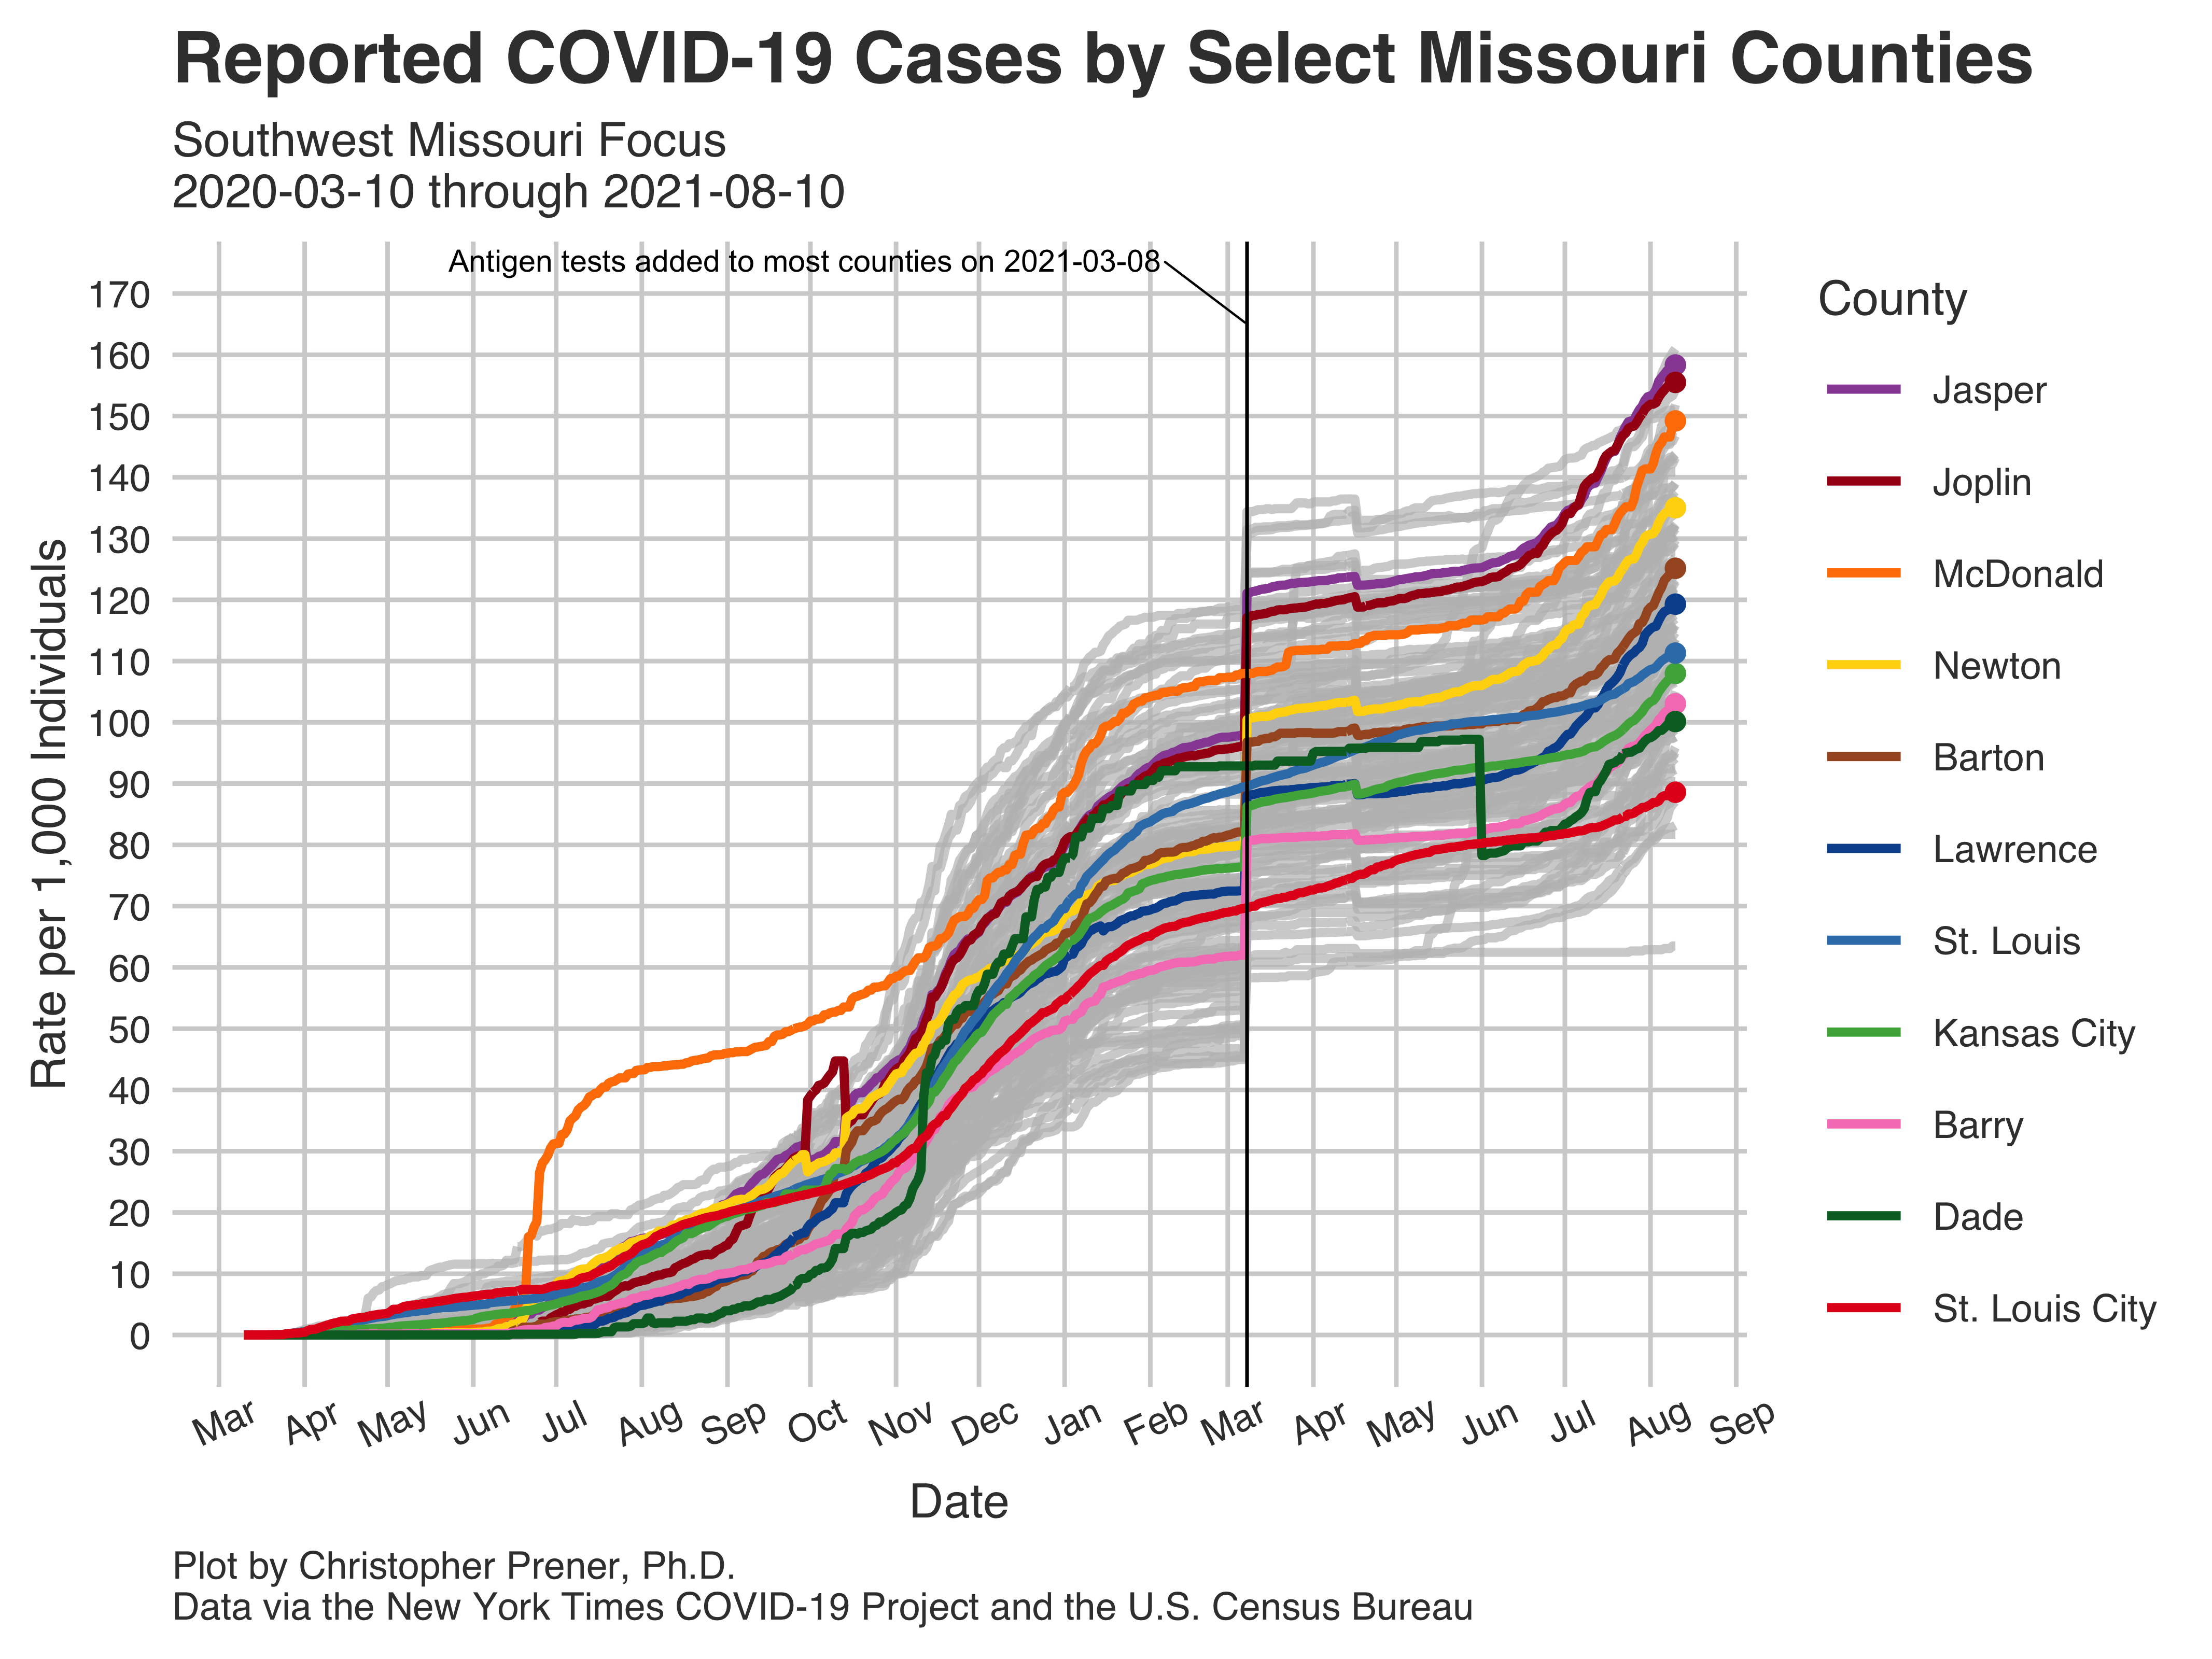 Reported COVID-19 Cases by Select Missouri Counties
Southwest Missouri Focus
2020-03-10 through 2021-08-10
Antigen tests added to most counties on 2021-03-08
170
160
150
140
130
120
110
100
90
80
70
60
50
40
30
20
10
0
Rate per 1,000 Individuals
Mar Apr May Jun Jul Aug Sep Oct Nov Dec Jan Feb Mar Apr May Jun Jul Aug Sep
Date
County
Jasper
Joplin
McDonald
Newton
Barton
Lawrence
St. Louis
Kansas City
Barry
Dade
St. Louis City
Plot by Christopher Prener, Ph.D.
Data via the New York Times COVID-19 Project and the U.S. Census Bureau